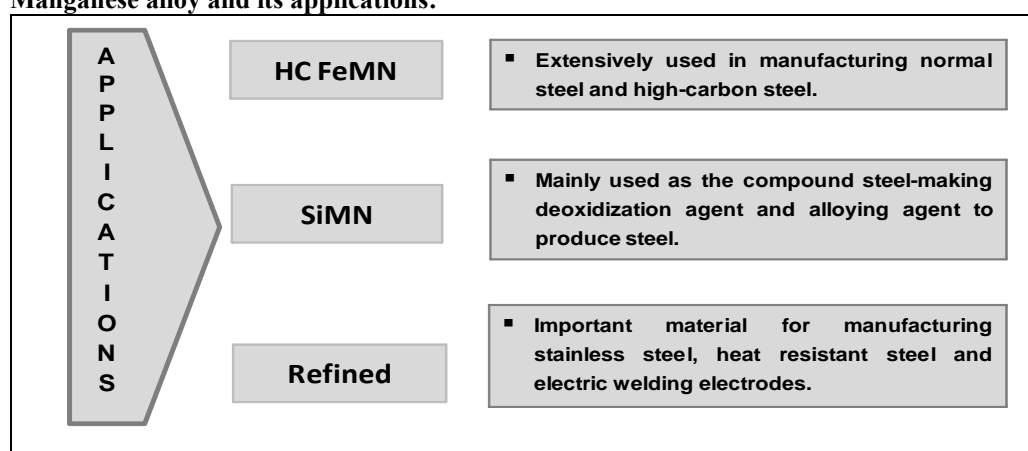 Manganese alloy and its applications:
APPLICATIONS
HC FeMN
▪ Extensively used in manufacturing normal
steel and high-carbon steel.
SiMN
▪ Mainly used as the compound steel-making
deoxidization agent and alloying agent to
produce steel.
Refined
▪ Important material for manufacturing
stainless steel, heat resistant steel and
electric welding electrodes.